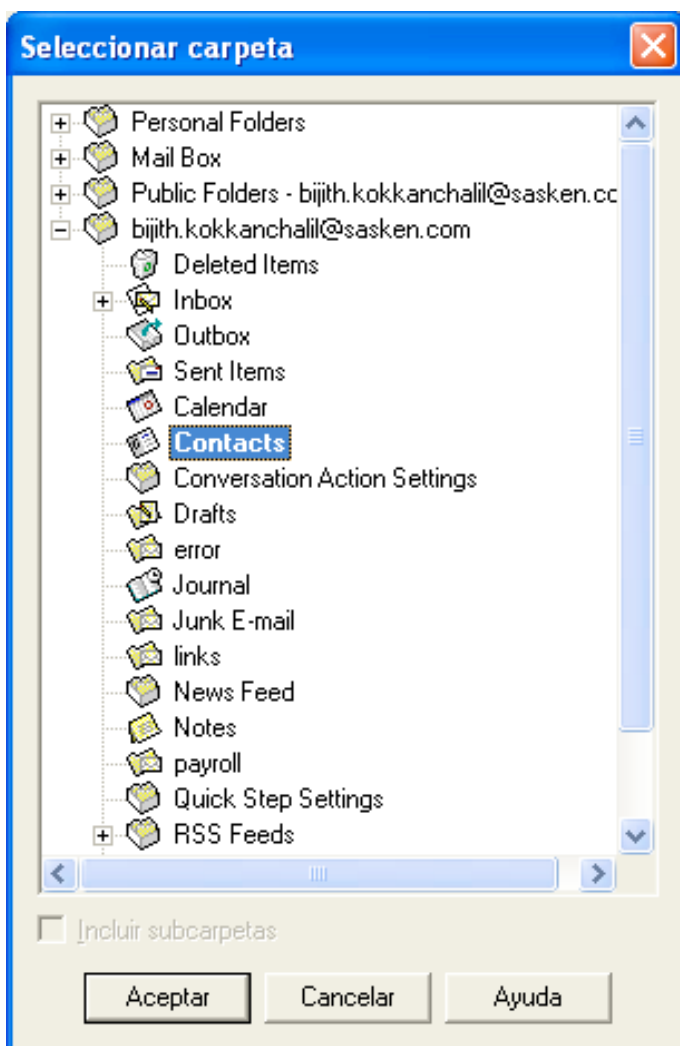 Seleccionar carpeta
Personal Folders
Mail Box
Public Folders - bijith.kokkanchalil@sasken.cc
bijith.kokkanchalil@sasken.com
Deleted Items
Inbox
Outbox
Sent Items
Calendar
Contacts
Conversation Action Settings
Drafts
error
Journal
Junk E-mail
links
News Feed
Notes
payroll
Quick Step Settings
RSS Feeds
Incluir subcarpetas
Aceptar Cancelar Ayuda